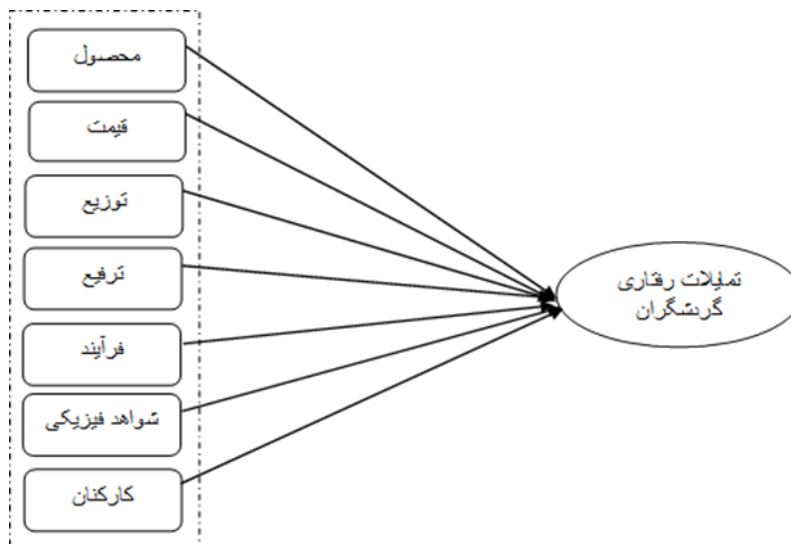 محصول
قیمت
توزیع
ترفیع
فرآیند
شواهد فیزیکی
کارکنان
تمایلات رفتاری
گردشگران